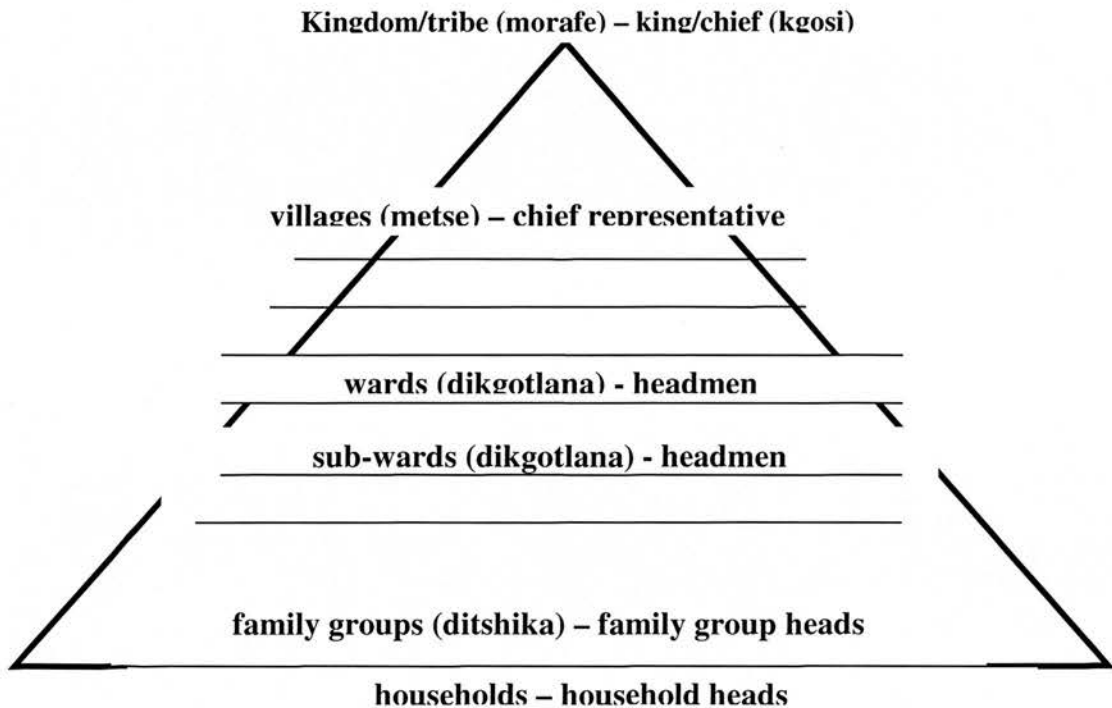 Kingdom/tribe (morafe) – king/chief (kgosi)
villages (metse) – chief representative
wards (dikgotlana) - headmen
sub-wards (dikgotlana) - headmen
family groups (ditshika) – family group heads
households – household heads